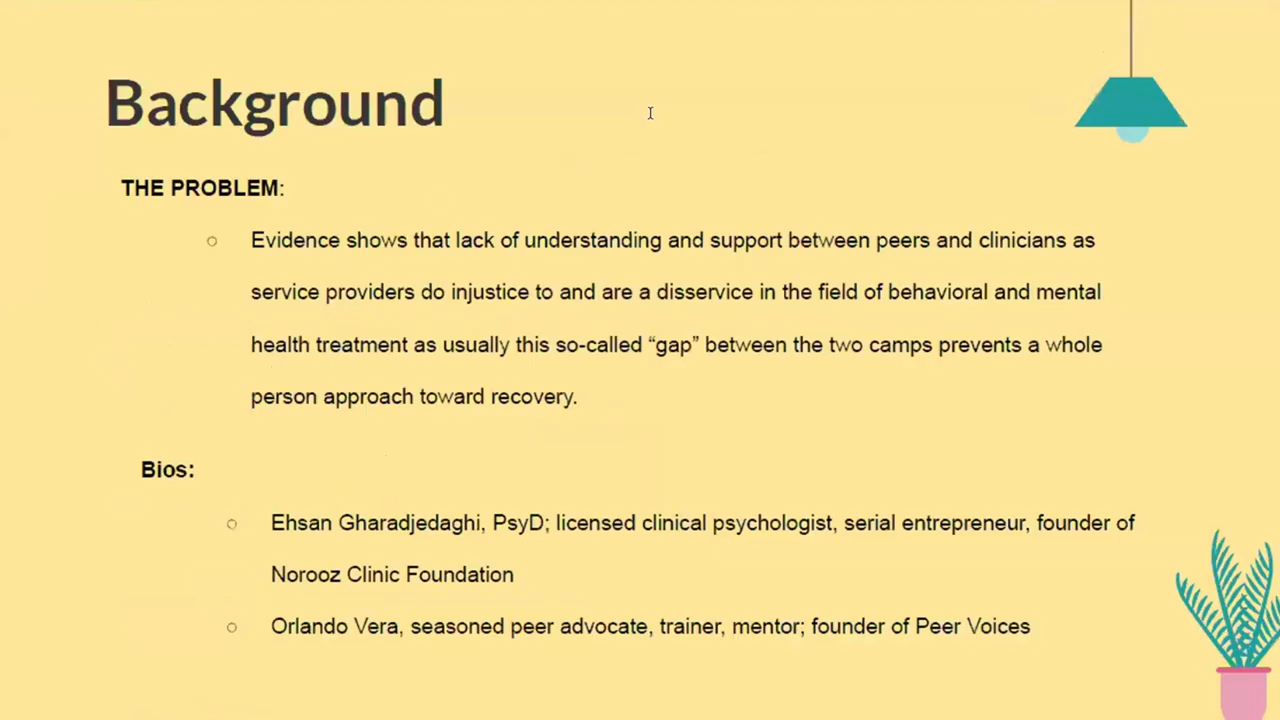 Background
THE PROBLEM:
○ Evidence shows that lack of understanding and support between peers and clinicians as
service providers do injustice to and are a disservice in the field of behavioral and mental
health treatment as usually this so-called “gap” between the two camps prevents a whole
person approach toward recovery.
Bios:
○ Ehsan Gharadjedaghi, PsyD; licensed clinical psychologist, serial entrepreneur, founder of
Norooz Clinic Foundation
○ Orlando Vera, seasoned peer advocate, trainer, mentor; founder of Peer Voices